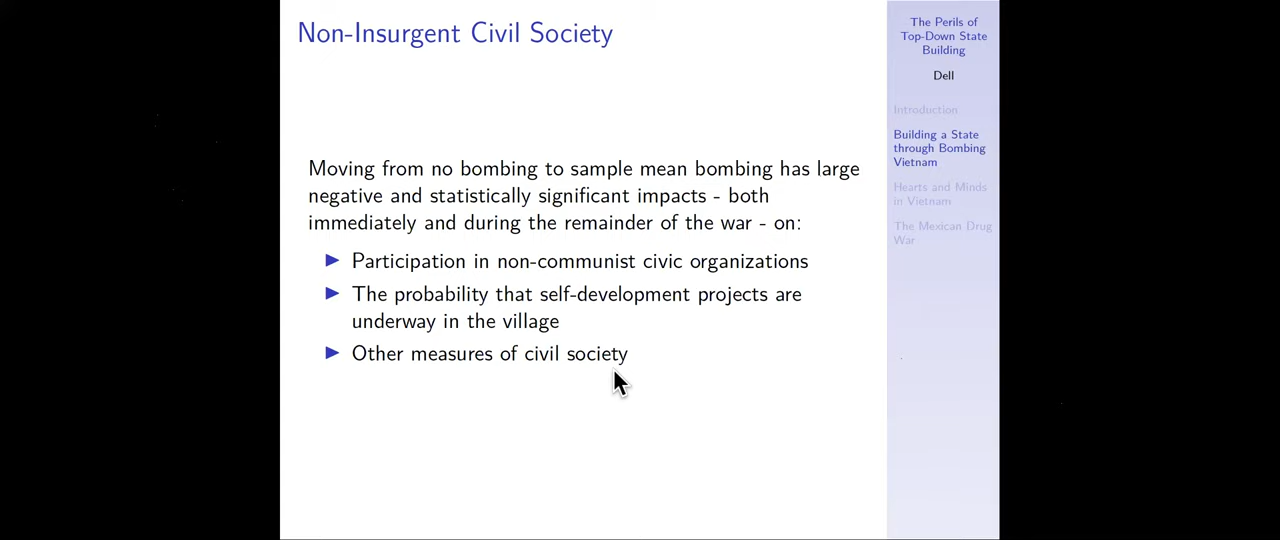 Non-Insurgent Civil Society
Moving from no bombing to sample mean bombing has large
negative and statistically significant impacts - both
immediately and during the remainder of the war - on:
Participation in non-communist civic organizations
The probability that self-development projects are
underway in the village
Other measures of civil society
The Perils of
Top-Down State
Building
Dell
Introduction
Building a State
through Bombing
Vietnam
Hearts and Minds
in Vietnam
The Mexican Drug
War